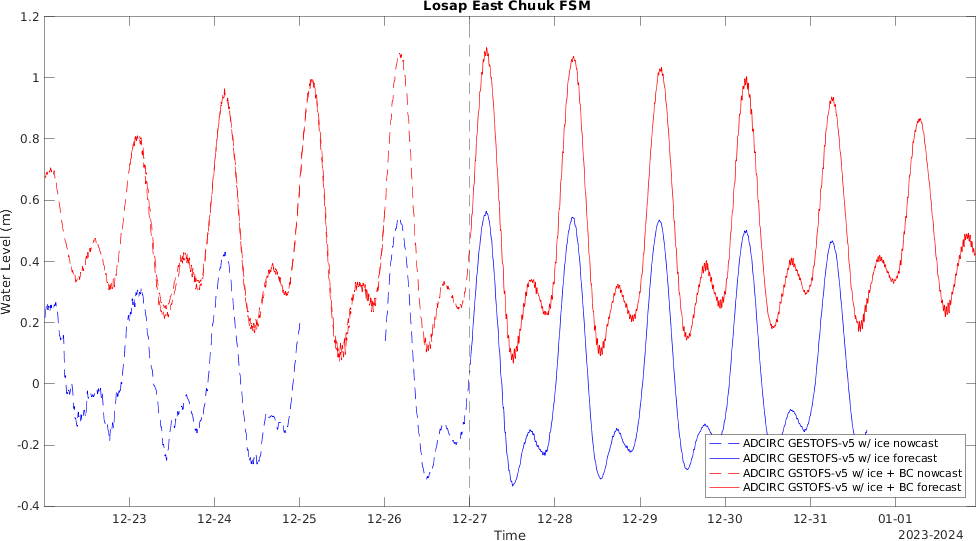 Losap East Chuuk FSM
1.2
1
0.8
0.6
0.4
0.2
0
-0.2
-0.4
Water Level (m)
ADCIRC GESTOFS-v5 w/ ice nowcast
ADCIRC GESTOFS-v5 w/ ice forecast
ADCIRC GSTOFS-v5 w/ ice + BC nowcast
ADCIRC GSTOFS-v5 w/ ice + BC forecast
12-23 12-24 12-25 12-26 12-27 12-28 12-29 12-30 12-31 01-01
Time
2023-2024